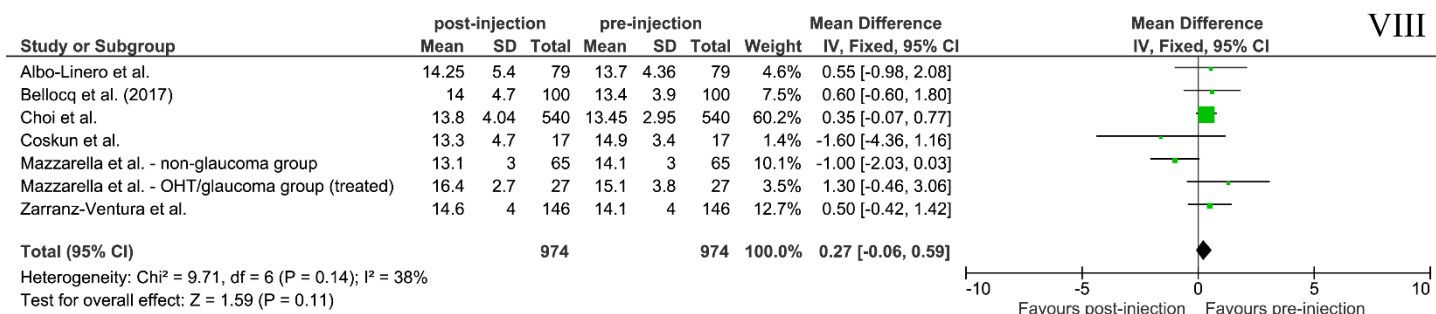 post-injection pre-injection Mean Difference Mean Difference VIII
Study or Subgroup Mean SD Total Mean SD Total Weight IV, Fixed, 95% CI IV, Fixed, 95% CI
Albo-Linero et al. 14.25 5.4 79 13.7 4.36 79 4.6% 0.55 [-0.98, 2.08]
Bellocq et al. (2017) 14 4.7 100 13.4 3.9 100 7.5% 0.60 [-0.60, 1.80]
Choi et al. 13.8 4.04 540 13.45 2.95 540 60.2% 0.35 [-0.07, 0.77]
Coskun et al. 13.3 4.7 17 14.9 3.4 17 1.4% -1.60 [-4.36, 1.16]
Mazzarella et al. - non-glaucoma group 13.1 3 65 14.1 3 65 10.1% -1.00 [-2.03, 0.03]
Mazzarella et al. - OHT/glaucoma group (treated) 16.4 2.7 27 15.1 3.8 27 3.5% 1.30 [-0.46, 3.06]
Zarranz-Ventura et al. 14.6 4 146 14.1 4 146 12.7% 0.50 [-0.42, 1.42]
Total (95% CI) 974 974 100.0% 0.27 [-0.06, 0.59]
Heterogeneity: Chi² = 9.71, df = 6 (P = 0.14); I² = 38%
Test for overall effect: Z = 1.59 (P = 0.11)
-10 -5 0 5 10
Favours post-injection Favours pre-injection